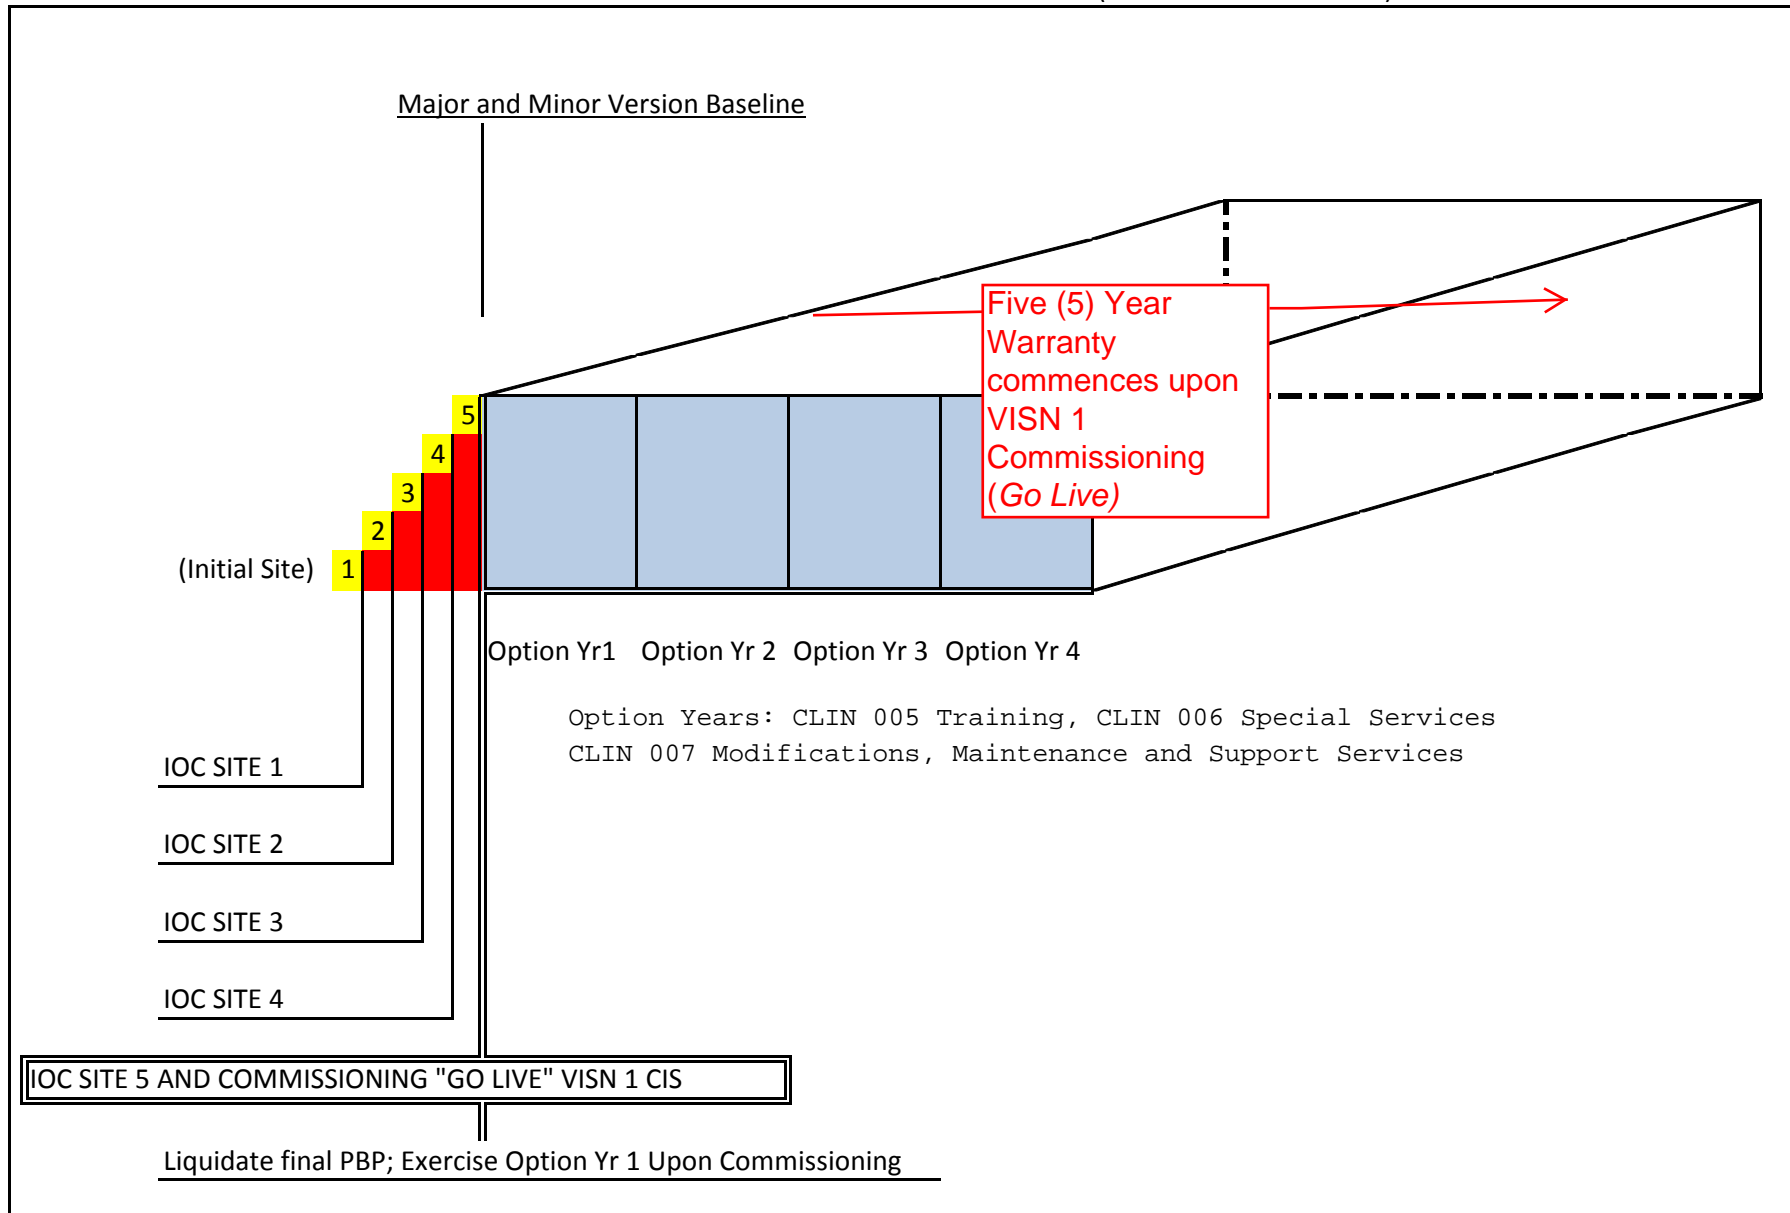 Major and Minor Version Baseline
Five (5) Year
Warranty
commences upon
VISN 1
Commissioning
(Go Live)
5
4
3
2
(Initial Site) 1
Option Yr1 Option Yr 2 Option Yr 3 Option Yr 4
Option Years: CLIN 005 Training, CLIN 006 Special Services
CLIN 007 Modifications, Maintenance and Support Services
IOC SITE 1
IOC SITE 2
IOC SITE 3
IOC SITE 4
IOC SITE 5 AND COMMISSIONING "GO LIVE" VISN 1 CIS
Liquidate final PBP; Exercise Option Yr 1 Upon Commissioning